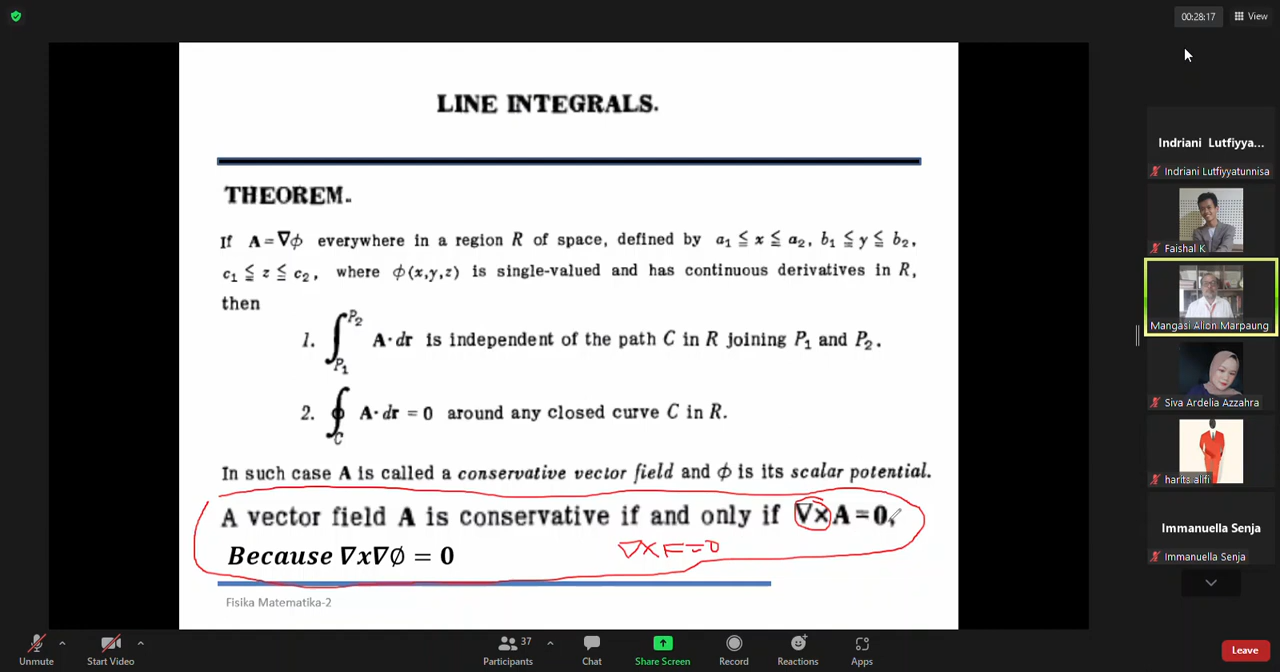 00:28:17
View
LINE INTEGRALS.
THEOREM.
If A = ∇ϕ everywhere in a region R of space, defined by a₁ ≦ x ≦ a₂, b₁ ≦ y ≦ b₂,
c₁ ≦ z ≦ c₂, where ϕ(x,y,z) is single-valued and has continuous derivatives in R,
then
1. ∫_{P₁}^{P₂} A·dr is independent of the path C in R joining P₁ and P₂.
2. ∮_C A·dr = 0 around any closed curve C in R.
In such case A is called a conservative vector field and ϕ is its scalar potential.
A vector field A is conservative if and only if ∇×A=0,
Because ∇x∇∅ = 0
∇×F=0
Fisika Matematika-2
Indriani Lutfiyya...
Indriani Lutfiyyatunnisa
Faishal K
Mangasi Alion Marpaung
Siva Ardelia Azzahra
harits alifi
Immanuella Senja
Immanuella Senja
Unmute
Start Video
Participants
37
Chat
Share Screen
Record
Reactions
Apps
Leave